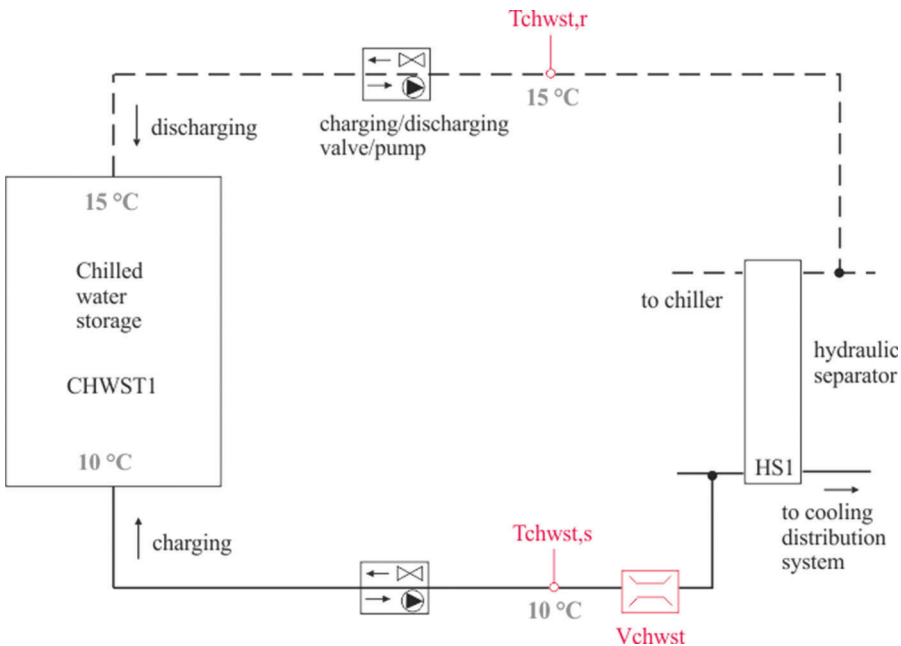 Tchwst,r
15 °C
discharging
charging/discharging
valve/pump
15 °C
Chilled
water
storage
CHWST1
10 °C
to chiller
hydraulic
separator
HS1
to cooling
distribution
system
charging
Tchwst,s
10 °C
Vchwst